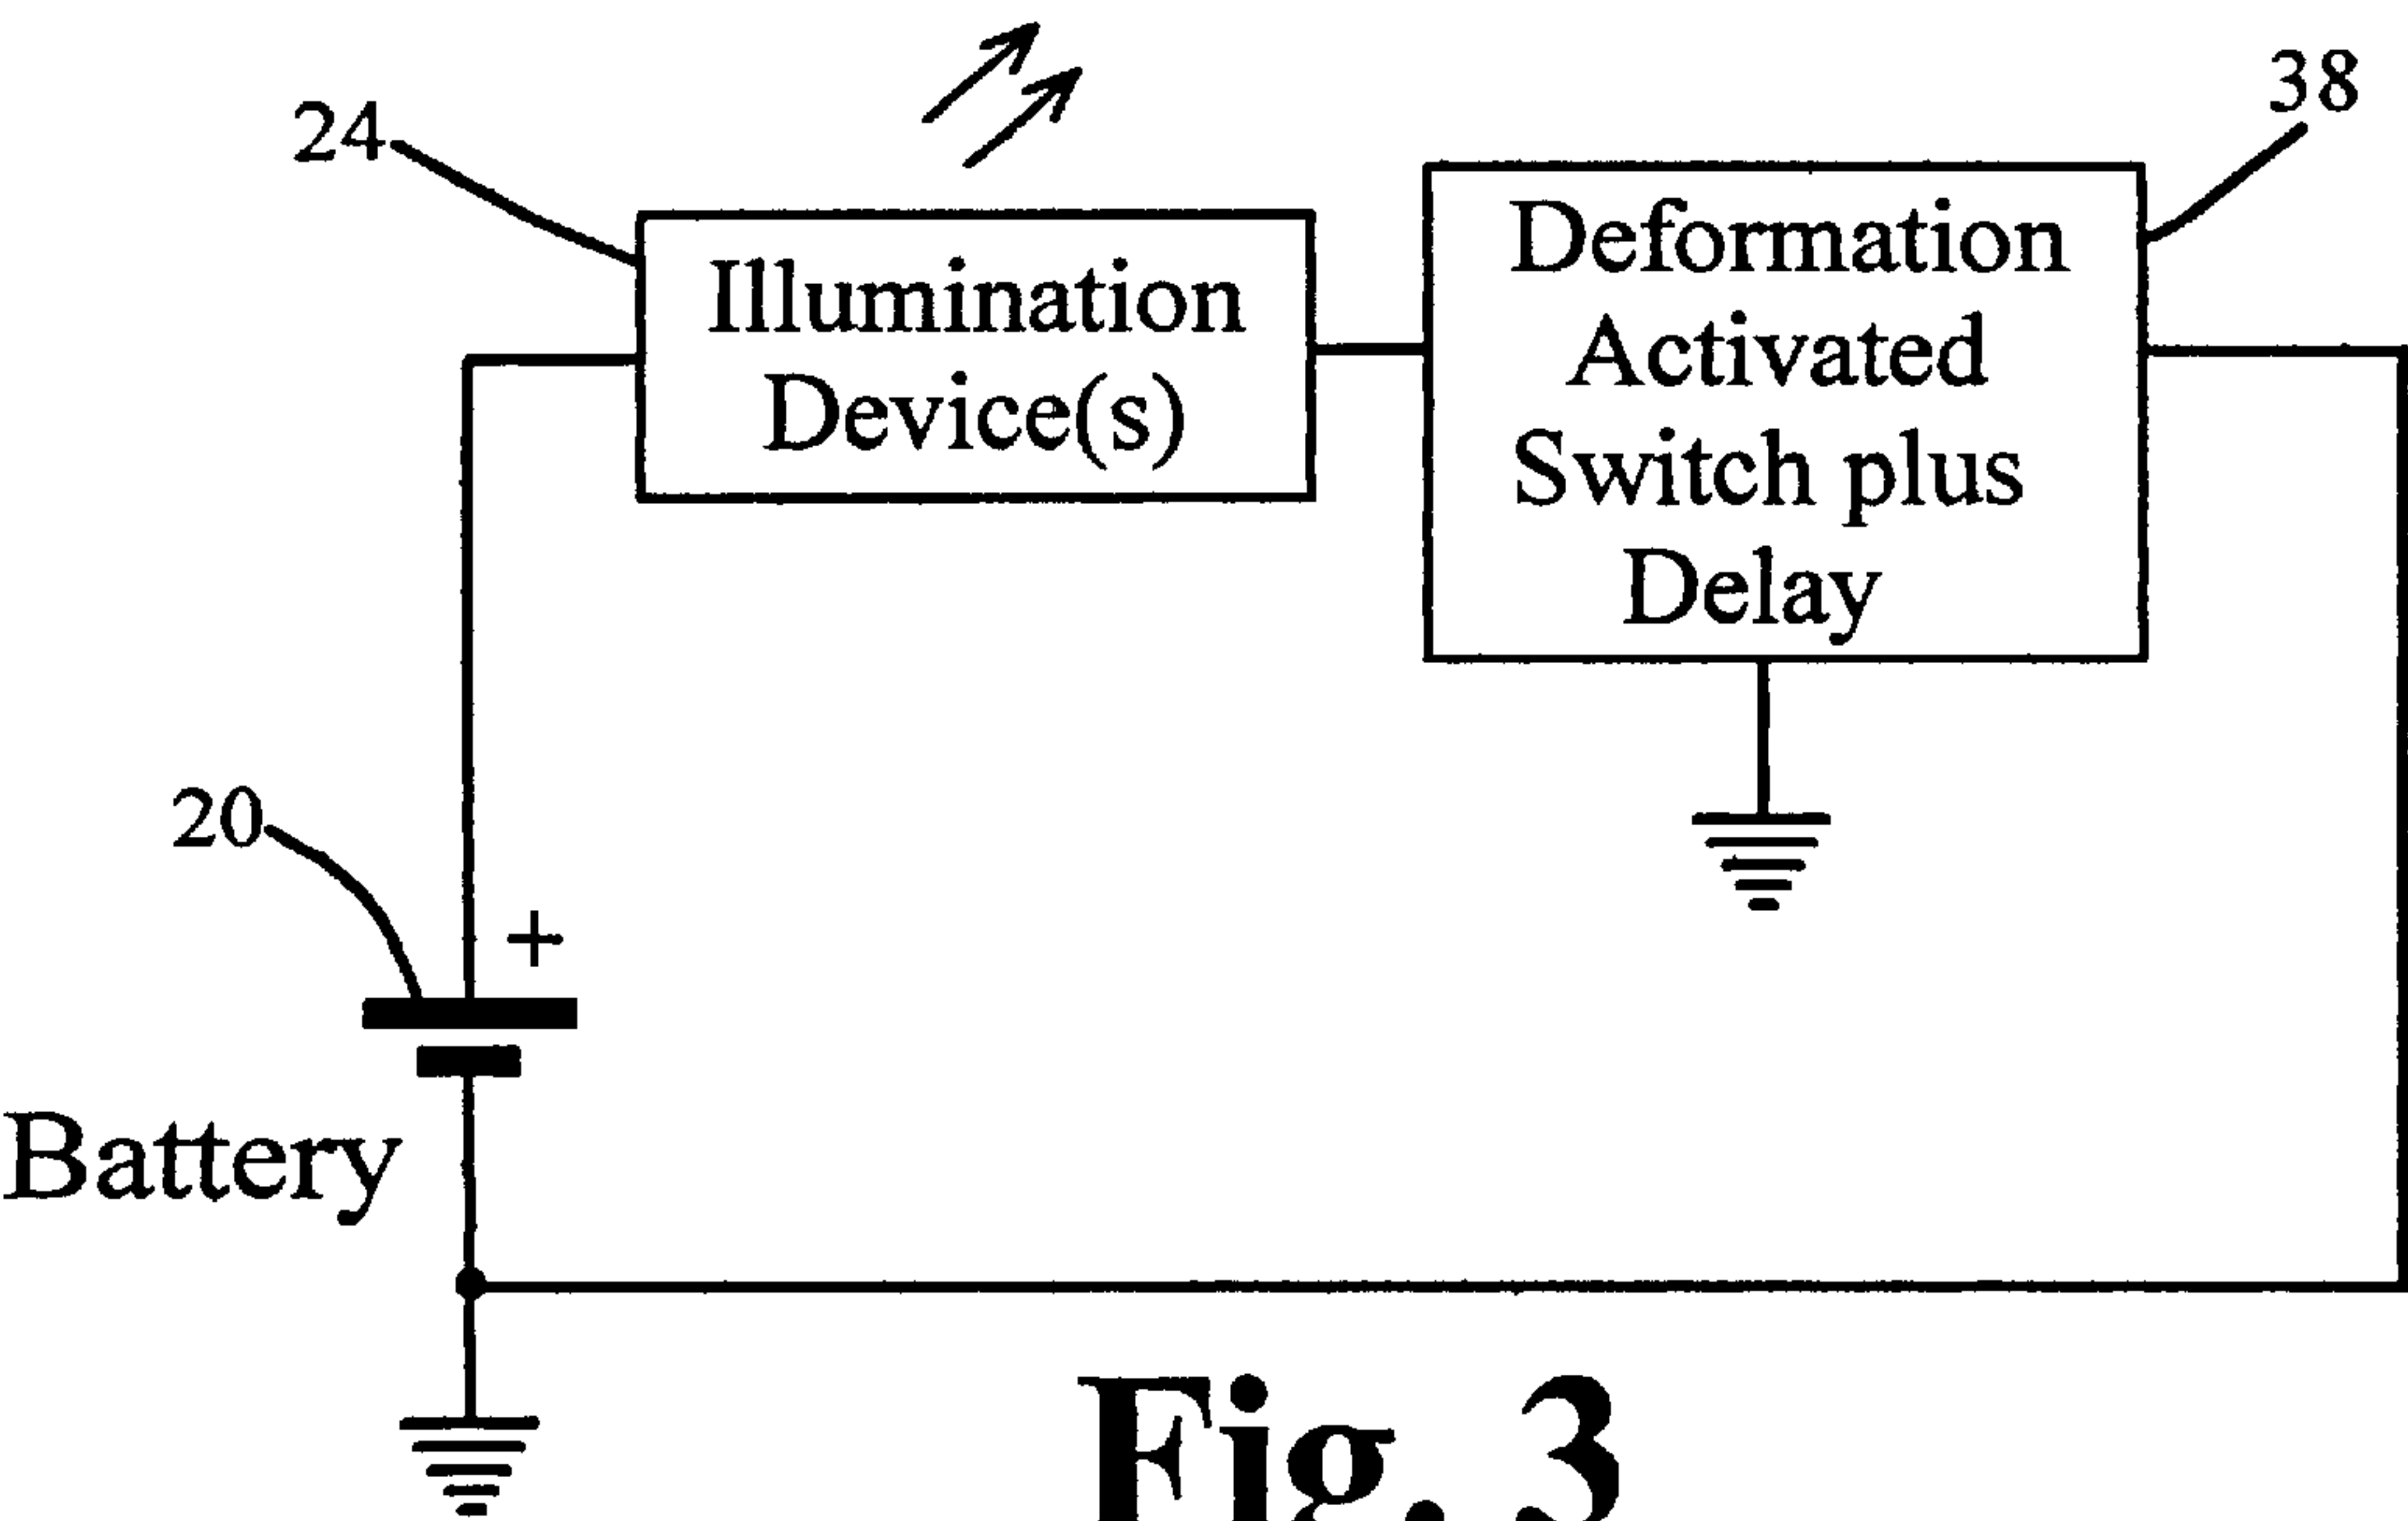 24
38
Illumination
Device(s)
Deformation
Activated
Switch plus
Delay
20
+
Battery
Fig. 3